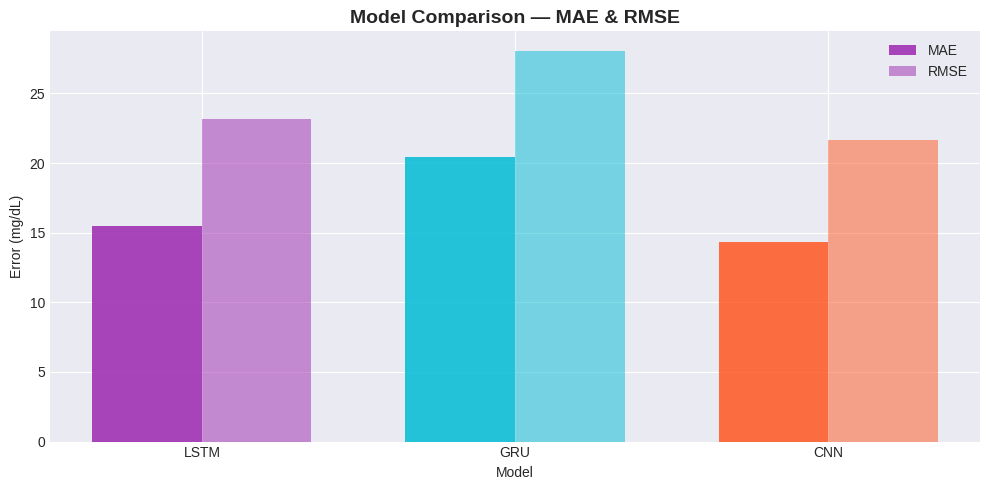 Model Comparison — MAE & RMSE
MAE
RMSE
25
20
15
10
5
0
Error (mg/dL)
LSTM
GRU
CNN
Model